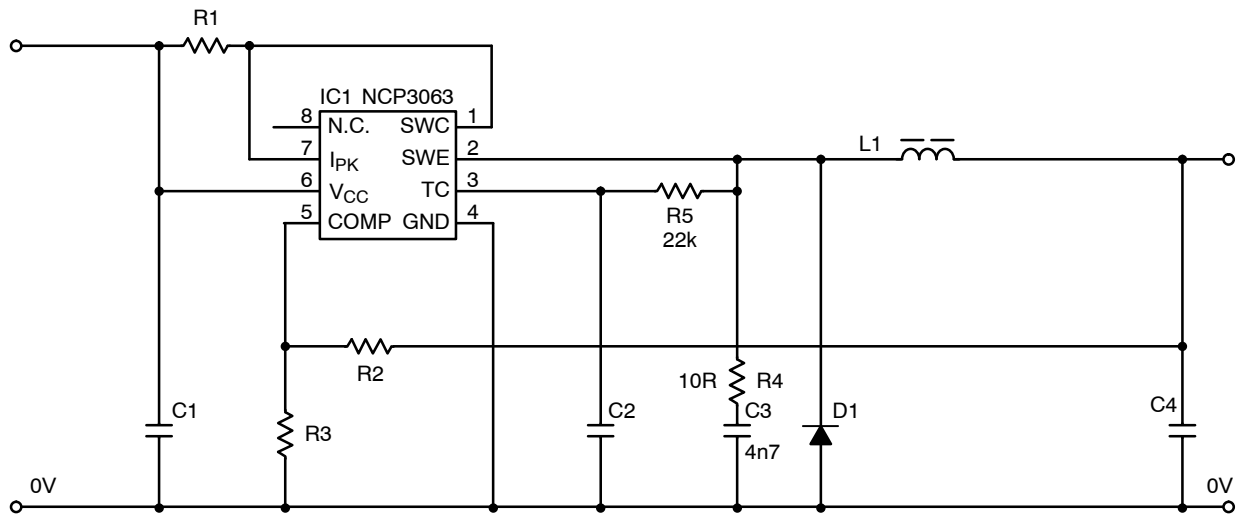 R1
IC1 NCP3063
8 N.C. SWC 1
7 IPK SWE 2
6 VCC TC 3
5 COMP GND 4
L1
R5
22k
R2
10R R4
C1
R3
C2
C3
4n7
D1
C4
0V
0V